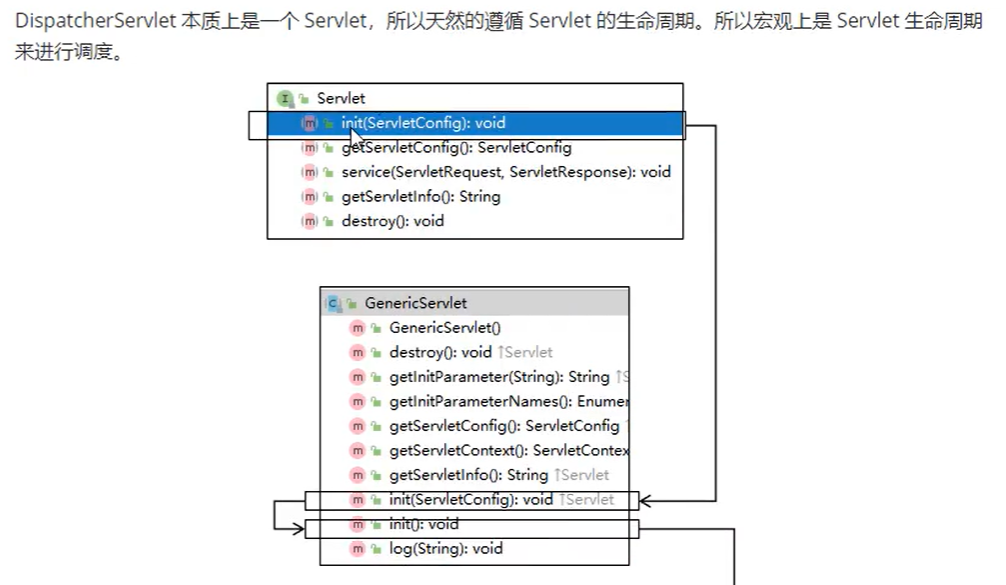 DispatcherServlet 本质上是一个 Servlet，所以天然的遵循 Servlet 的生命周期。所以宏观上是 Servlet 生命周期
来进行调度。
Servlet
init(ServletConfig): void
getServletConfig(): ServletConfig
service(ServletRequest, ServletResponse): void
getServletInfo(): String
destroy(): void
GenericServlet
GenericServlet()
destroy(): void ↑Servlet
getInitParameter(String): String ↑S
getInitParameterNames(): Enumer
getServletConfig(): ServletConfig ↑
getServletContext(): ServletContex
getServletInfo(): String ↑Servlet
init(ServletConfig): void ↑Servlet
init(): void
log(String): void